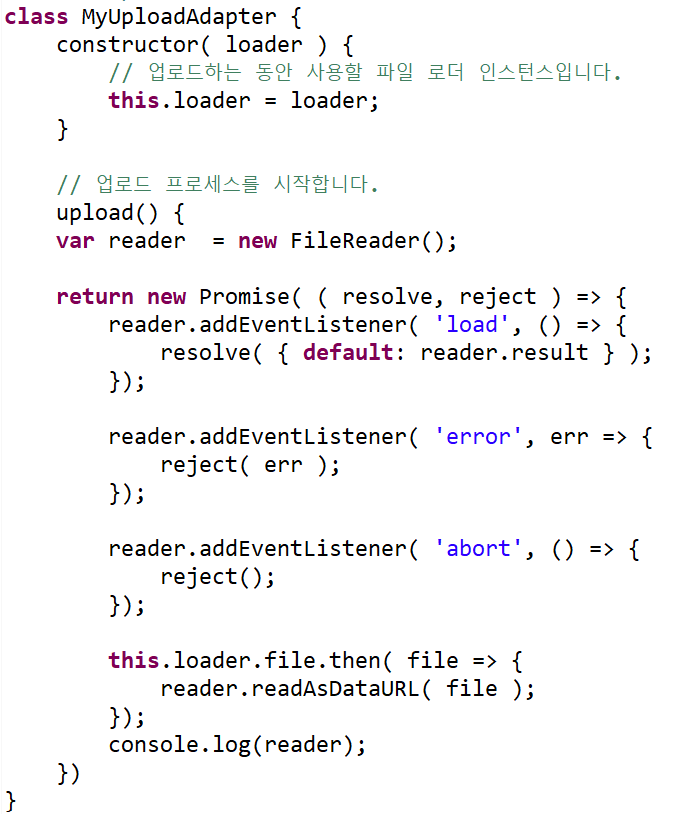 class MyUploadAdapter {
    constructor( loader ) {
        // 업로드하는 동안 사용할 파일 로더 인스턴스입니다.
        this.loader = loader;
    }

    // 업로드 프로세스를 시작합니다.
    upload() {
    var reader  = new FileReader();

    return new Promise( ( resolve, reject ) => {
        reader.addEventListener( 'load', () => {
            resolve( { default: reader.result } );
        });

        reader.addEventListener( 'error', err => {
            reject( err );
        });

        reader.addEventListener( 'abort', () => {
            reject();
        });

        this.loader.file.then( file => {
            reader.readAsDataURL( file );
        });
        console.log(reader);
    })
}